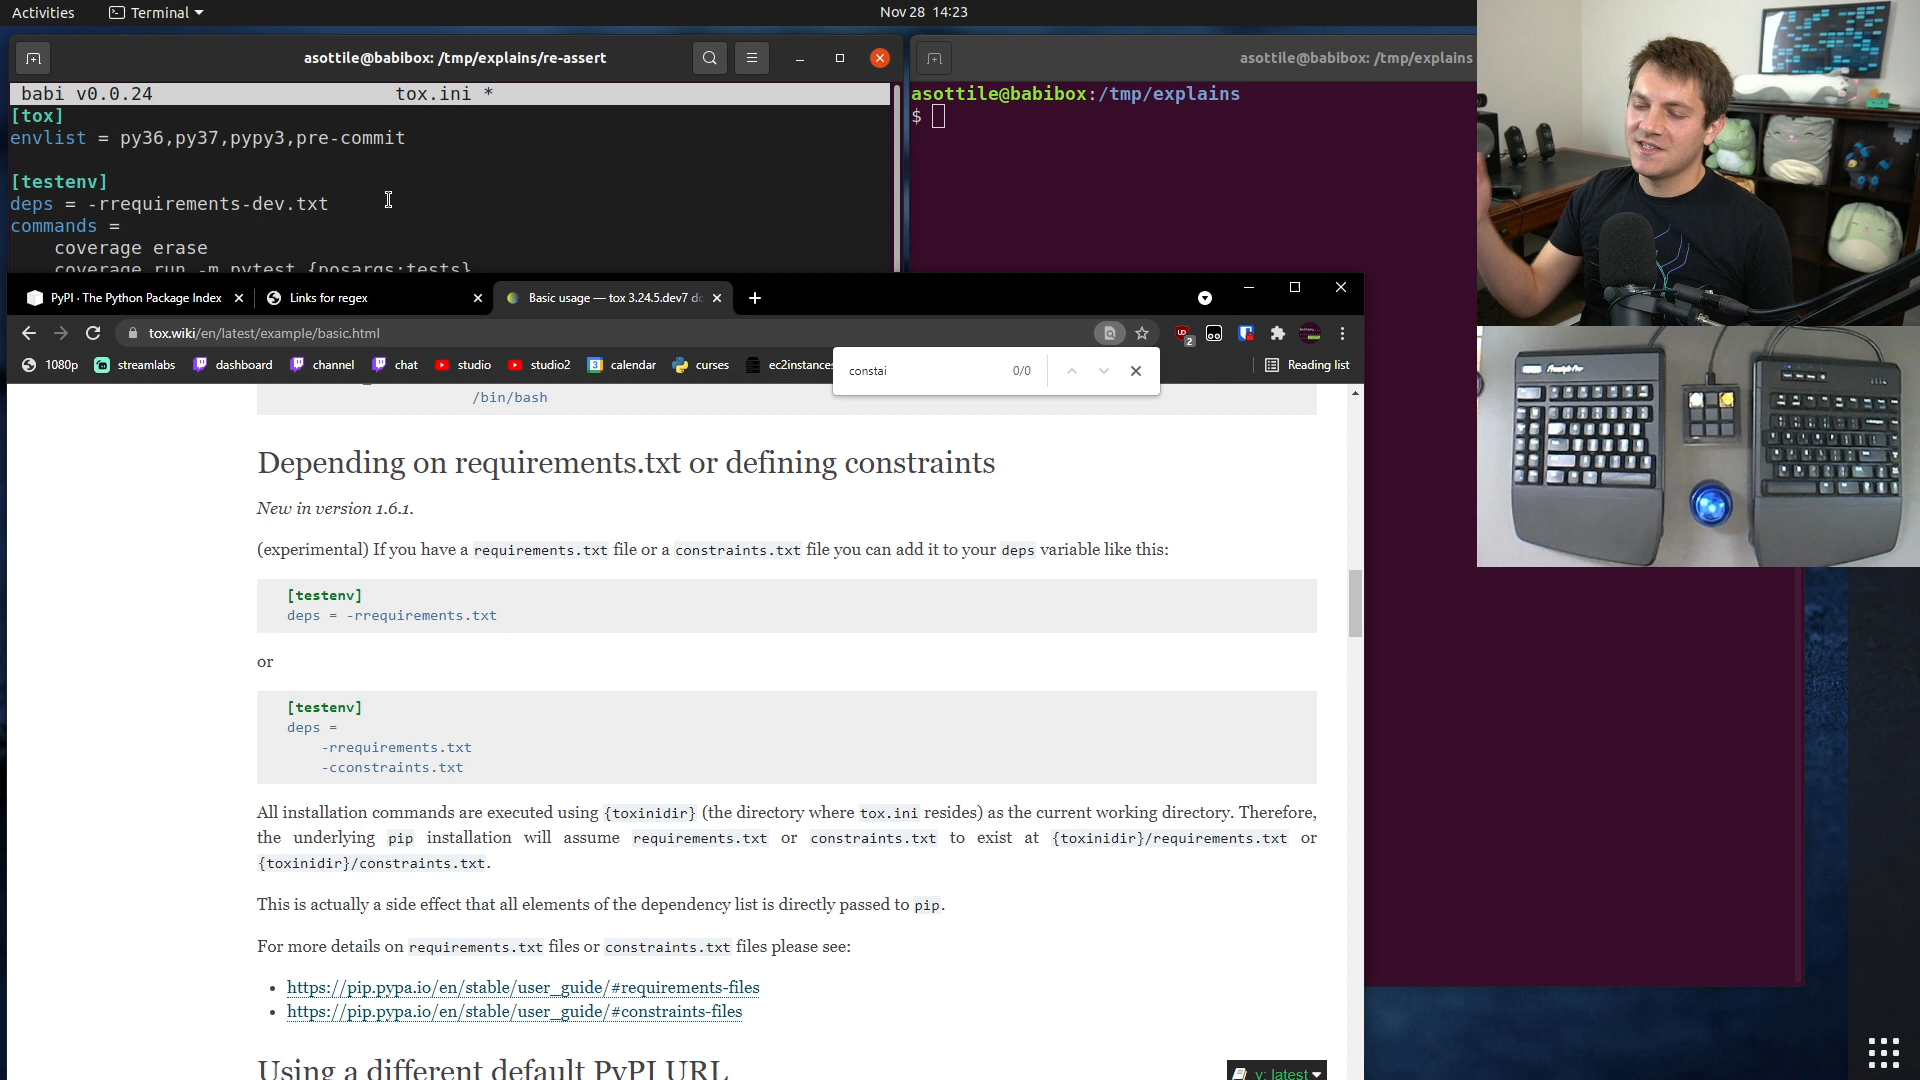 Activities
Terminal
Nov 28 14:23
asottile@babibox: /tmp/explains/re-assert
babi v0.0.24
tox.ini *
[tox]
envlist = py36,py37,pypy3,pre-commit
[testenv]
deps = -rrequirements-dev.txt
commands =
coverage erase
coverage run -m pytest {posargs:tests}
asottile@babibox: /tmp/explains
asottile@babibox:/tmp/explains
$
PyPI · The Python Package Index
Links for regex
Basic usage — tox 3.24.5.dev7 dc
tox.wiki/en/latest/example/basic.html
2
1080p
streamlabs
dashboard
channel
chat
studio
studio2
calendar
curses
ec2instances
Reading list
constai
0/0
/bin/bash
Depending on requirements.txt or defining constraints
New in version 1.6.1.
(experimental) If you have a requirements.txt file or a constraints.txt file you can add it to your deps variable like this:
[testenv]
deps = -rrequirements.txt
or
[testenv]
deps =
-rrequirements.txt
-cconstraints.txt
All installation commands are executed using {toxinidir} (the directory where tox.ini resides) as the current working directory. Therefore,
the underlying pip installation will assume requirements.txt or constraints.txt to exist at {toxinidir}/requirements.txt or
{toxinidir}/constraints.txt.
This is actually a side effect that all elements of the dependency list is directly passed to pip.
For more details on requirements.txt files or constraints.txt files please see:
https://pip.pypa.io/en/stable/user_guide/#requirements-files
https://pip.pypa.io/en/stable/user_guide/#constraints-files
Using a different default PyPI URL
v: latest